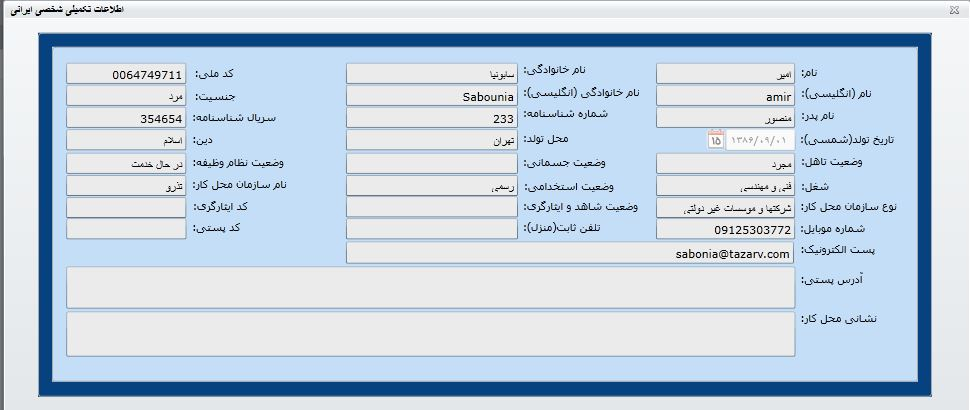 اطلاعات تکمیلی شخصی ایرانی
نام: امیر نام خانوادگی: سابونیا کد ملی: 0064749711
نام (انگلیسی): amir نام خانوادگی (انگلیسی): Sabounia جنسیت: مرد
نام پدر: منصور شماره شناسنامه: 233 سریال شناسنامه: 354654
تاریخ تولد(شمسی): ۱۳۸۶/۰۹/۰۱ ۱۵ محل تولد: تهران دین: اسلام
وضعیت تاهل: مجرد وضعیت جسمانی: وضعیت نظام وظیفه: در حال خدمت
شغل: فنی و مهندسی وضعیت استخدامی: رسمی نام سازمان محل کار: تذرو
نوع سازمان محل کار: شرکتها و موسسات غیر دولتی وضعیت شاهد و ایثارگری: کد ایثارگری:
شماره موبایل: 09125303772 تلفن ثابت(منزل): کد پستی:
پست الکترونیک: sabonia@tazarv.com
آدرس پستی:
نشانی محل کار: